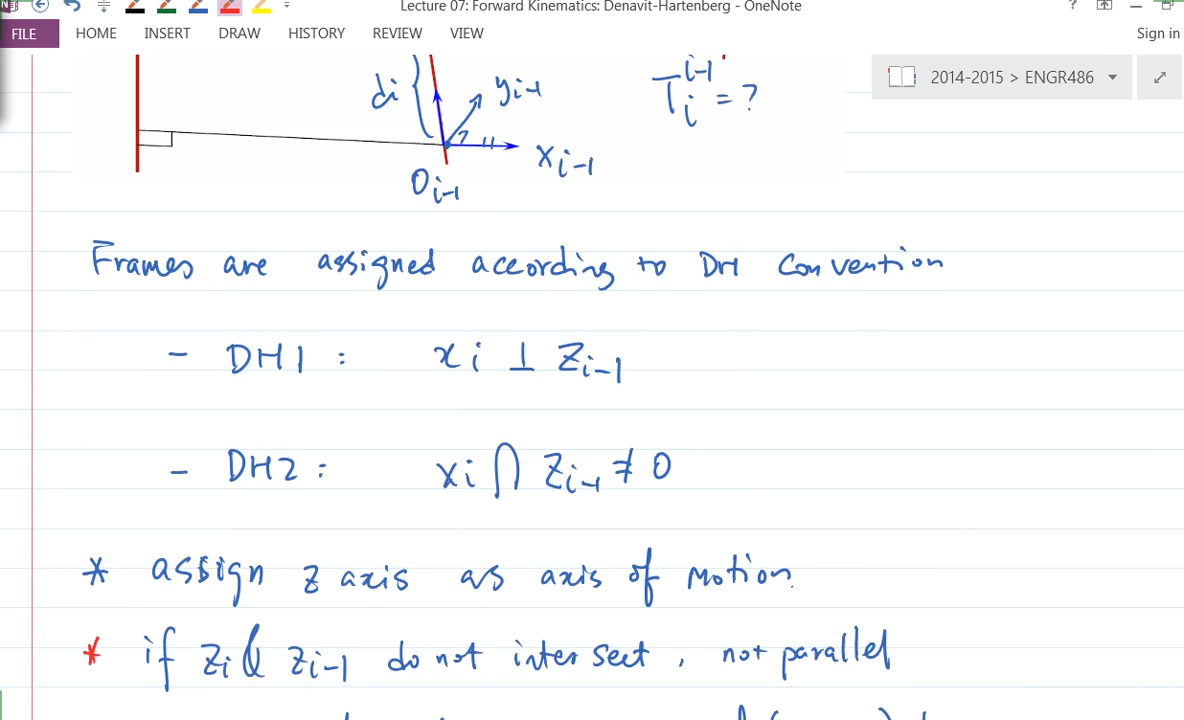 Lecture 07: Forward Kinematics: Denavit-Hartenberg - OneNote
?
FILE HOME INSERT DRAW HISTORY REVIEW VIEW Sign in
2014-2015 > ENGR486
di yi-1 T i-1 i = ?
xi-1
Oi-1
Frames are assigned according to DH Convention
- DH1 : xi ⊥ Zi-1
- DH2 : xi ∩ Zi-1 ≠ 0
* assign z axis as axis of Motion
* if Zi & Zi-1 do not intersect, not parallel